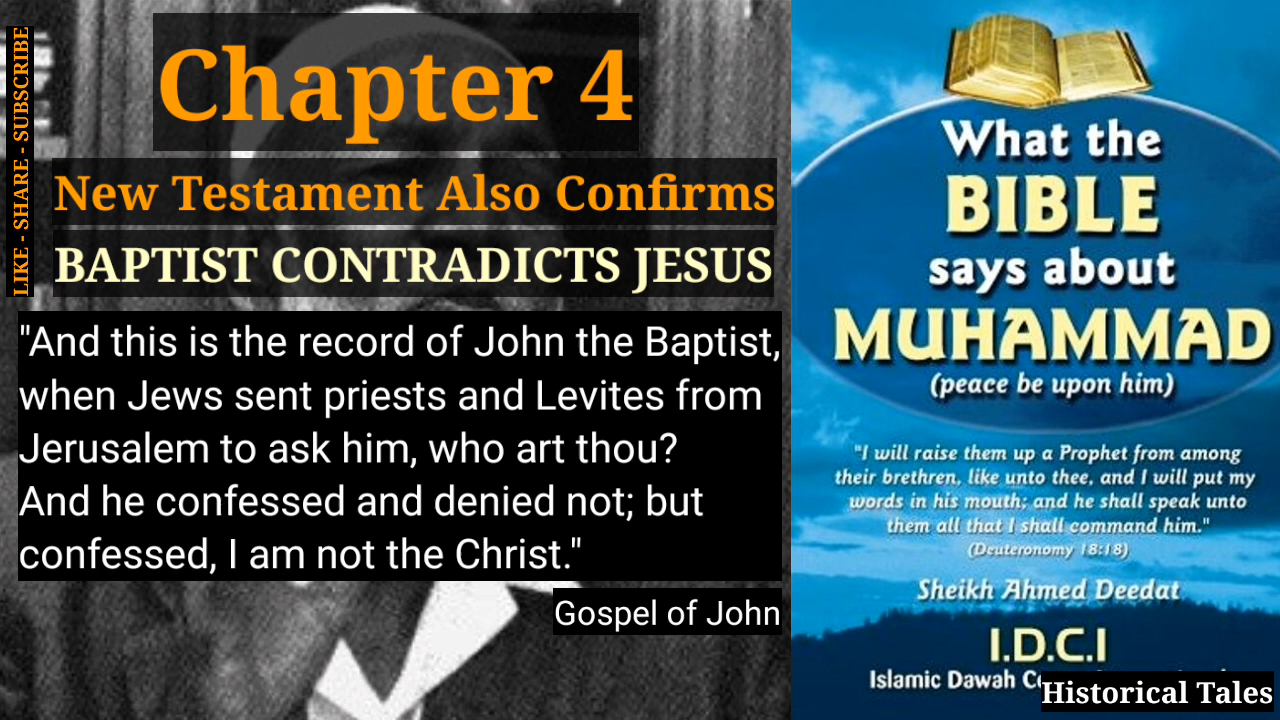 LIKE - SHARE - SUBSCRIBE
Chapter 4
New Testament Also Confirms
BAPTIST CONTRADICTS JESUS
"And this is the record of John the Baptist,
when Jews sent priests and Levites from
Jerusalem to ask him, who art thou?
And he confessed and denied not; but
confessed, I am not the Christ."
Gospel of John
What the
BIBLE
says about
MUHAMMAD
(peace be upon him)
"I will raise them up a Prophet from among
their brethren, like unto thee, and I will put my
words in his mouth; and he shall speak unto
them all that I shall command him."
(Deuteronomy 18:18)
Sheikh Ahmed Deedat
I.D.C.I
Islamic Dawah
Historical Tales